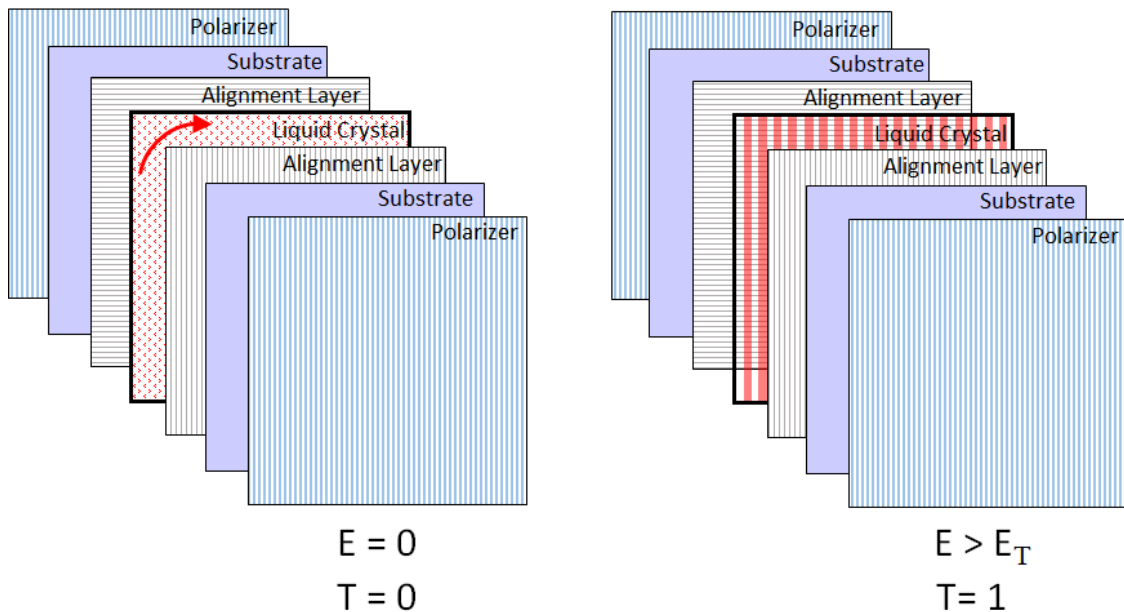 Polarizer
Substrate
Alignment Layer
Liquid Crystal
Alignment Layer
Substrate
Polarizer
E = 0
T = 0
Polarizer
Substrate
Alignment Layer
Liquid Crystal
Alignment Layer
Substrate
Polarizer
E > E_T
T= 1